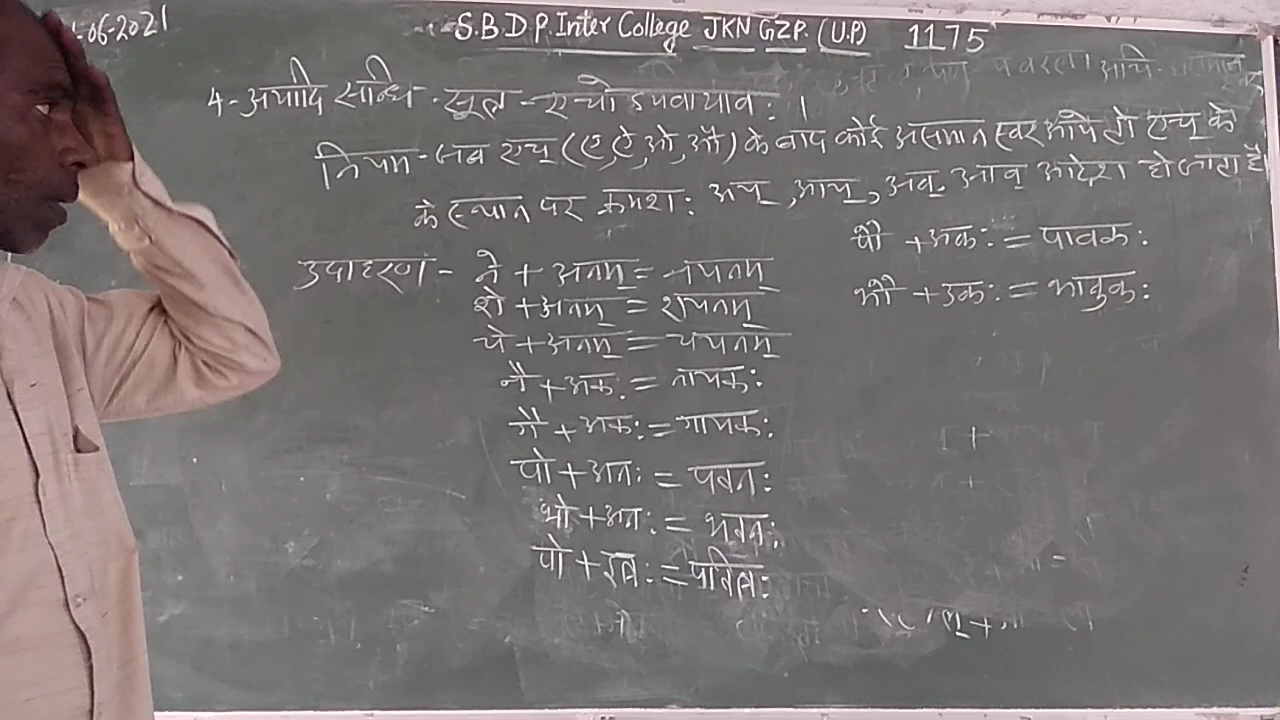 -06-2021 S.B.D.P. Inter College JKN GZP. (U.P) 1175
4- अयादि सन्धि - सूत्र - एचोऽयवायावः ।
नियम - जब एच् (ए, ऐ, ओ, औ) के बाद कोई असमान स्वर आये तो एच् के
के स्थान पर क्रमशः अय्, आय्, अव्, आव् आदेश हो जाता है
उदाहरण - ने + अनम् = नयनम्
शे + अनम् = शयनम्
चे + अनम् = चयनम्
नै + अकः = नायकः
गै + अकः = गायकः
पो + अनः = पवनः
भो + अनः = भवनः
पो + इत्रः = पवित्रः
पौ + अकः = पावकः
भौ + उकः = भावुकः